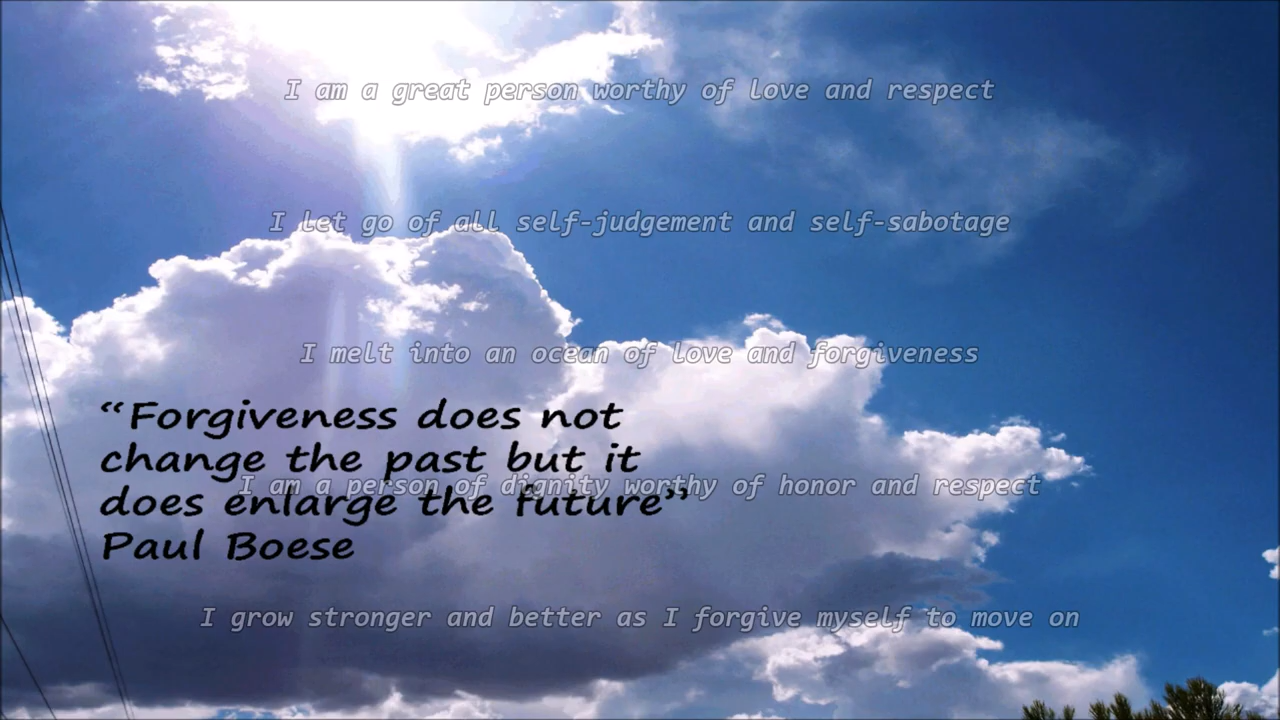 I am a great person worthy of love and respect
I let go of all self-judgement and self-sabotage
I melt into an ocean of love and forgiveness
“Forgiveness does not
change the past but it
I am a person of dignity worthy of honor and respect
does enlarge the future”
Paul Boese
I grow stronger and better as I forgive myself to move on